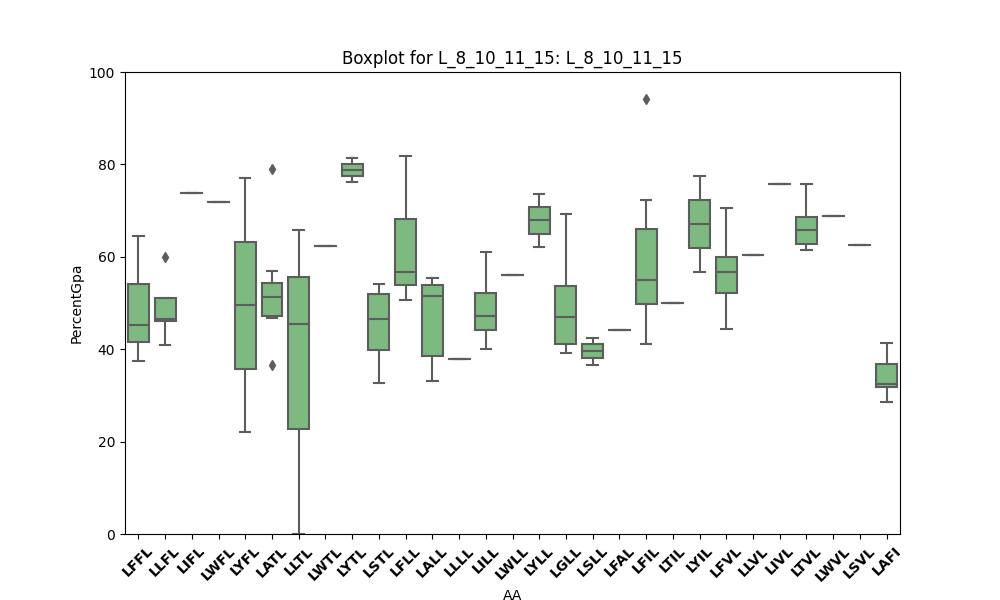 Boxplot for L_8_10_11_15: L_8_10_11_15
100
80
60
40
20
0
PercentGpa
LFFL LLFL LIFL LWFL LYFL LATL LLTL LWTL LYTL LSTL LFLL LALL LLLL LILL LWLL LYLL LGLL LSLL LFAL LFIL LTIL LYIL LFVL LLVL LIVL LTVL LWVL LSVL LAFI
AA